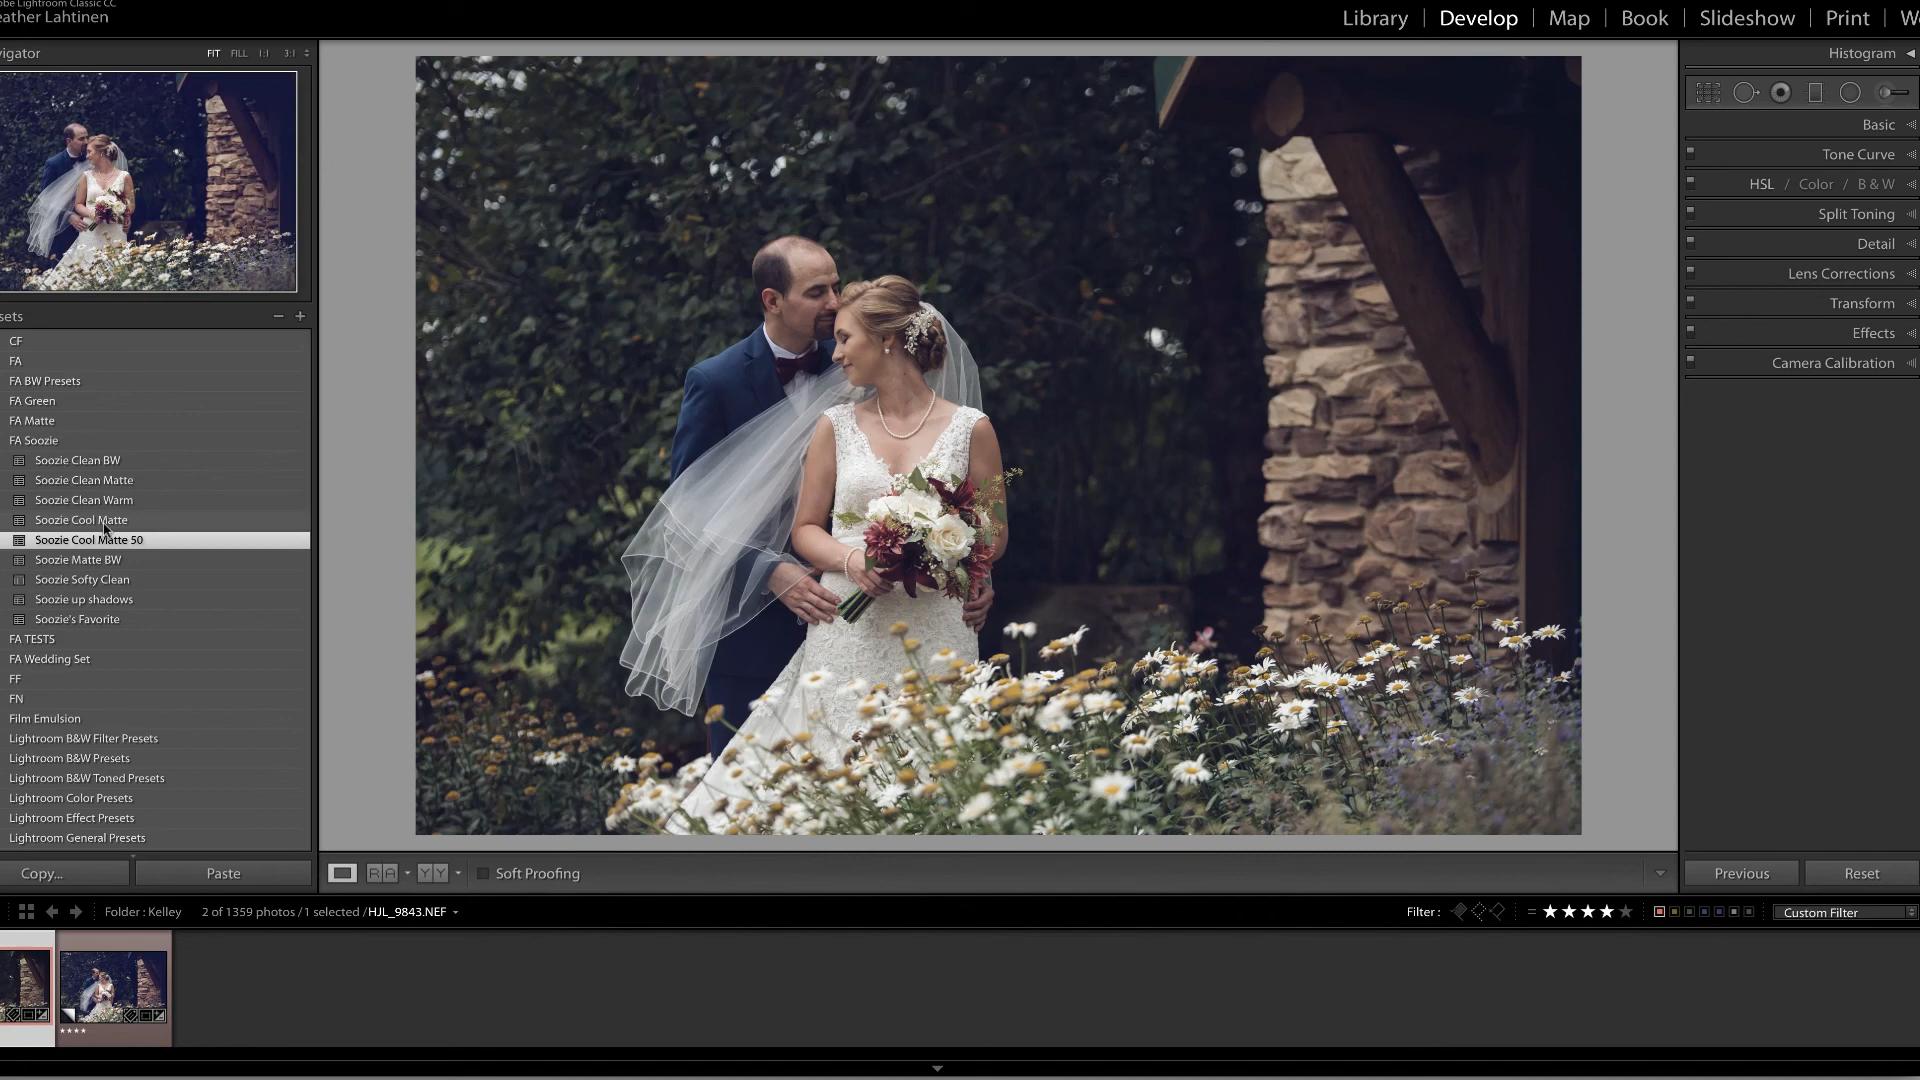 obe Lightroom Classic CC
eather Lahtinen
Library | Develop | Map | Book | Slideshow | Print | W
vigator
FIT FILL 1:1 3:1
Histogram
Basic
Tone Curve
HSL / Color / B & W
Split Toning
Detail
Lens Corrections
Transform
Effects
Camera Calibration
sets
CF
FA
FA BW Presets
FA Green
FA Matte
FA Soozie
Soozie Clean BW
Soozie Clean Matte
Soozie Clean Warm
Soozie Cool Matte
Soozie Cool Matte 50
Soozie Matte BW
Soozie Softy Clean
Soozie up shadows
Soozie's Favorite
FA TESTS
FA Wedding Set
FF
FN
Film Emulsion
Lightroom B&W Filter Presets
Lightroom B&W Presets
Lightroom B&W Toned Presets
Lightroom Color Presets
Lightroom Effect Presets
Lightroom General Presets
Copy... Paste
R A Y Y Soft Proofing
Previous Reset
Folder : Kelley 2 of 1359 photos / 1 selected / HJL_9843.NEF
Filter : Custom Filter